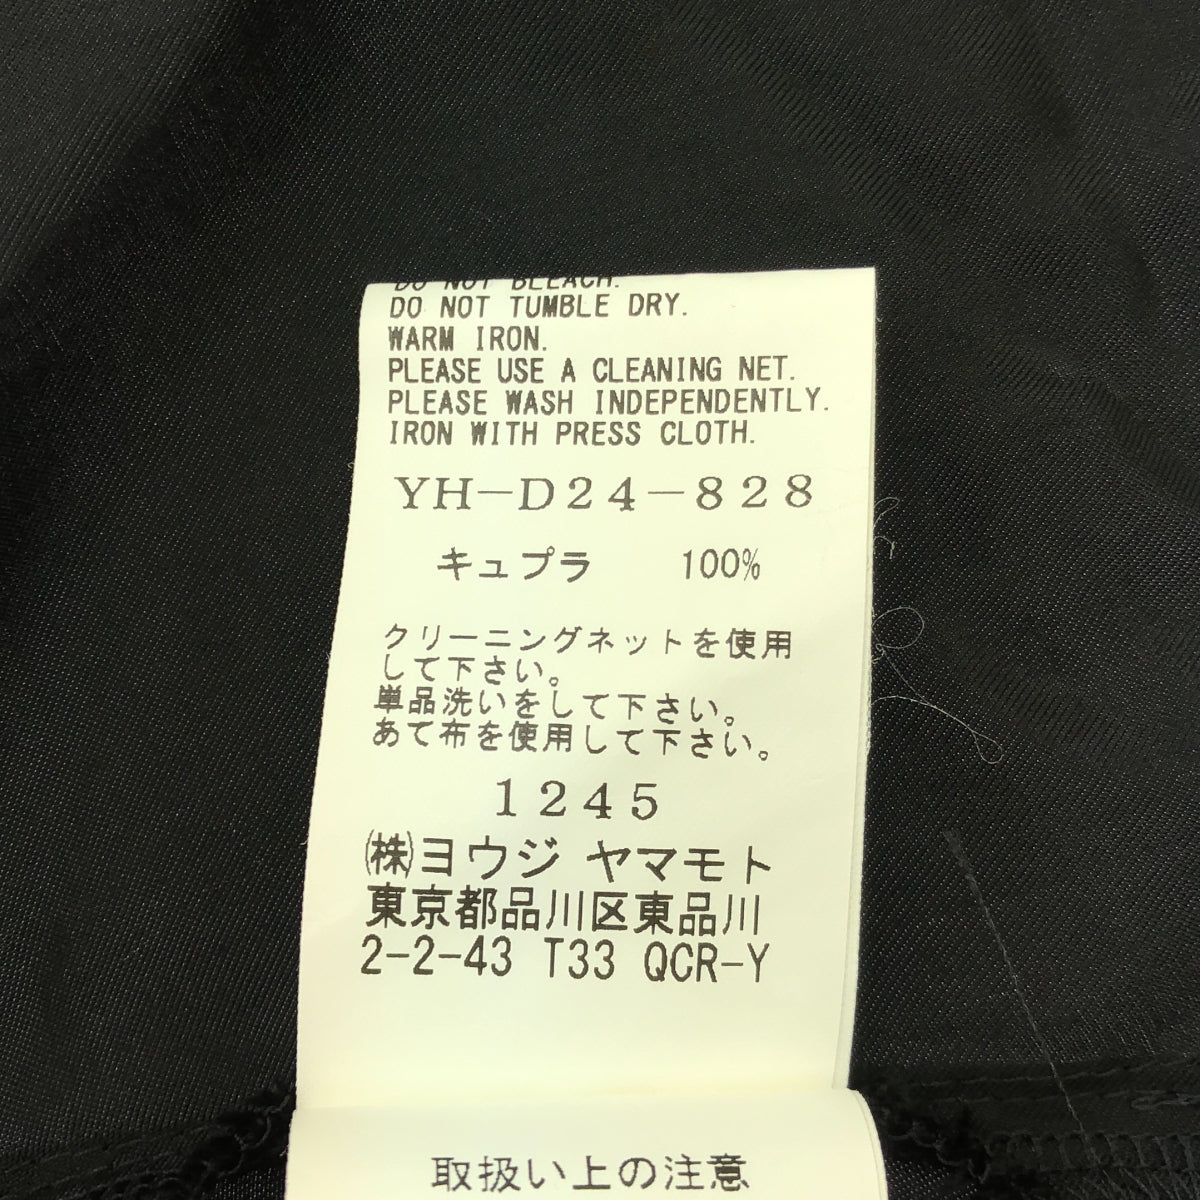 DO NOT BLEACH.
DO NOT TUMBLE DRY.
WARM IRON.
PLEASE USE A CLEANING NET.
PLEASE WASH INDEPENDENTLY.
IRON WITH PRESS CLOTH.
YH-D24-828
キュプラ 100%
クリーニングネットを使用
して下さい。
単品洗いをして下さい。
あて布を使用して下さい。
1245
㈱ヨウジ ヤマモト
東京都品川区東品川
2-2-43 T33 QCR-Y
取扱い上の注意